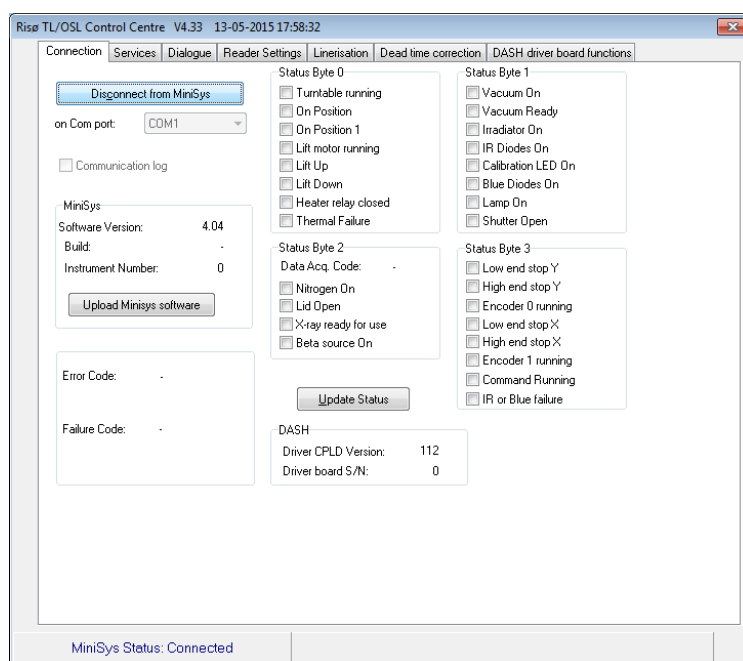 Risø TL/OSL Control Centre V4.33 13-05-2015 17:58:32
Connection Services Dialogue Reader Settings Linerisation Dead time correction DASH driver board functions
Disconnect from MiniSys
on Com port: COM1
Communication log
MiniSys
Software Version: 4.04
Build: -
Instrument Number: 0
Upload Minisys software
Error Code: -
Failure Code: -
Status Byte 0
Turntable running
On Position
On Position 1
Lift motor running
Lift Up
Lift Down
Heater relay closed
Thermal Failure
Status Byte 2
Data Acq. Code: -
Nitrogen On
Lid Open
X-ray ready for use
Beta source On
Update Status
DASH
Driver CPLD Version: 112
Driver board S/N: 0
Status Byte 1
Vacuum On
Vacuum Ready
Irradiator On
IR Diodes On
Calibration LED On
Blue Diodes On
Lamp On
Shutter Open
Status Byte 3
Low end stop Y
High end stop Y
Encoder 0 running
Low end stop X
High end stop X
Encoder 1 running
Command Running
IR or Blue failure
MiniSys Status: Connected